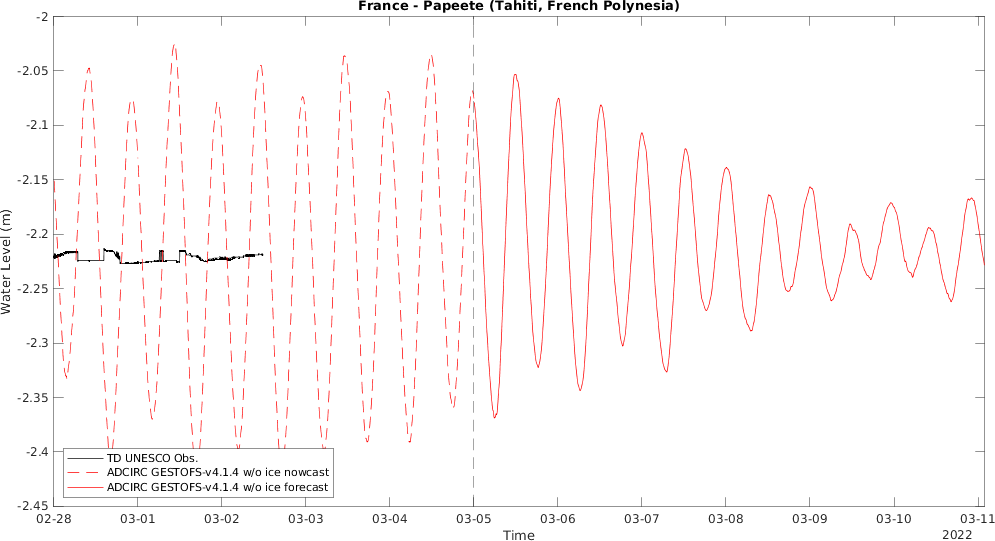 France - Papeete (Tahiti, French Polynesia)
-2
-2.05
-2.1
-2.15
-2.2
-2.25
-2.3
-2.35
-2.4
-2.45
Water Level (m)
TD UNESCO Obs.
ADCIRC GESTOFS-v4.1.4 w/o ice nowcast
ADCIRC GESTOFS-v4.1.4 w/o ice forecast
02-28 03-01 03-02 03-03 03-04 03-05 03-06 03-07 03-08 03-09 03-10 03-11
Time
2022